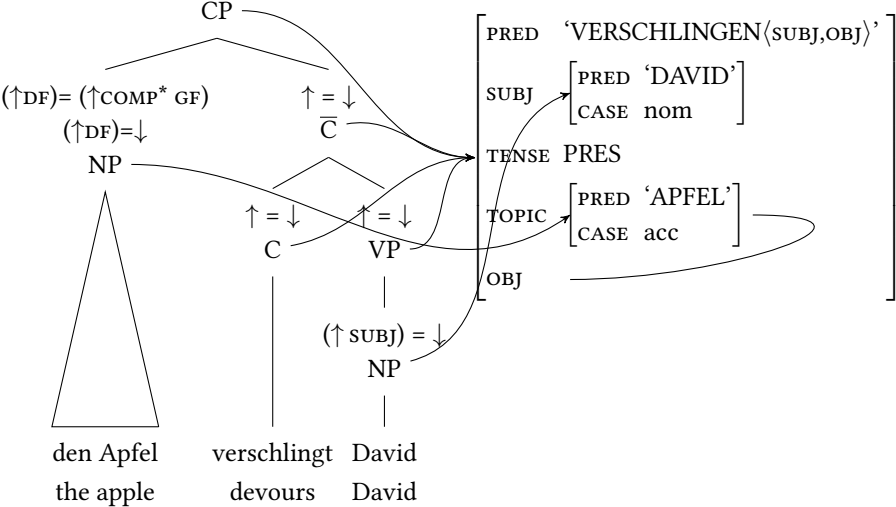 CP
(↑DF)= (↑COMP* GF)
(↑DF)=↓
NP
↑ = ↓
C̅
↑ = ↓
C
↑ = ↓
VP
(↑ SUBJ) = ↓
NP
den Apfel verschlingt David
the apple devours David
PRED ‘VERSCHLINGEN⟨SUBJ,OBJ⟩’
SUBJ
PRED ‘DAVID’
CASE nom
TENSE PRES
TOPIC
PRED ‘APFEL’
CASE acc
OBJ